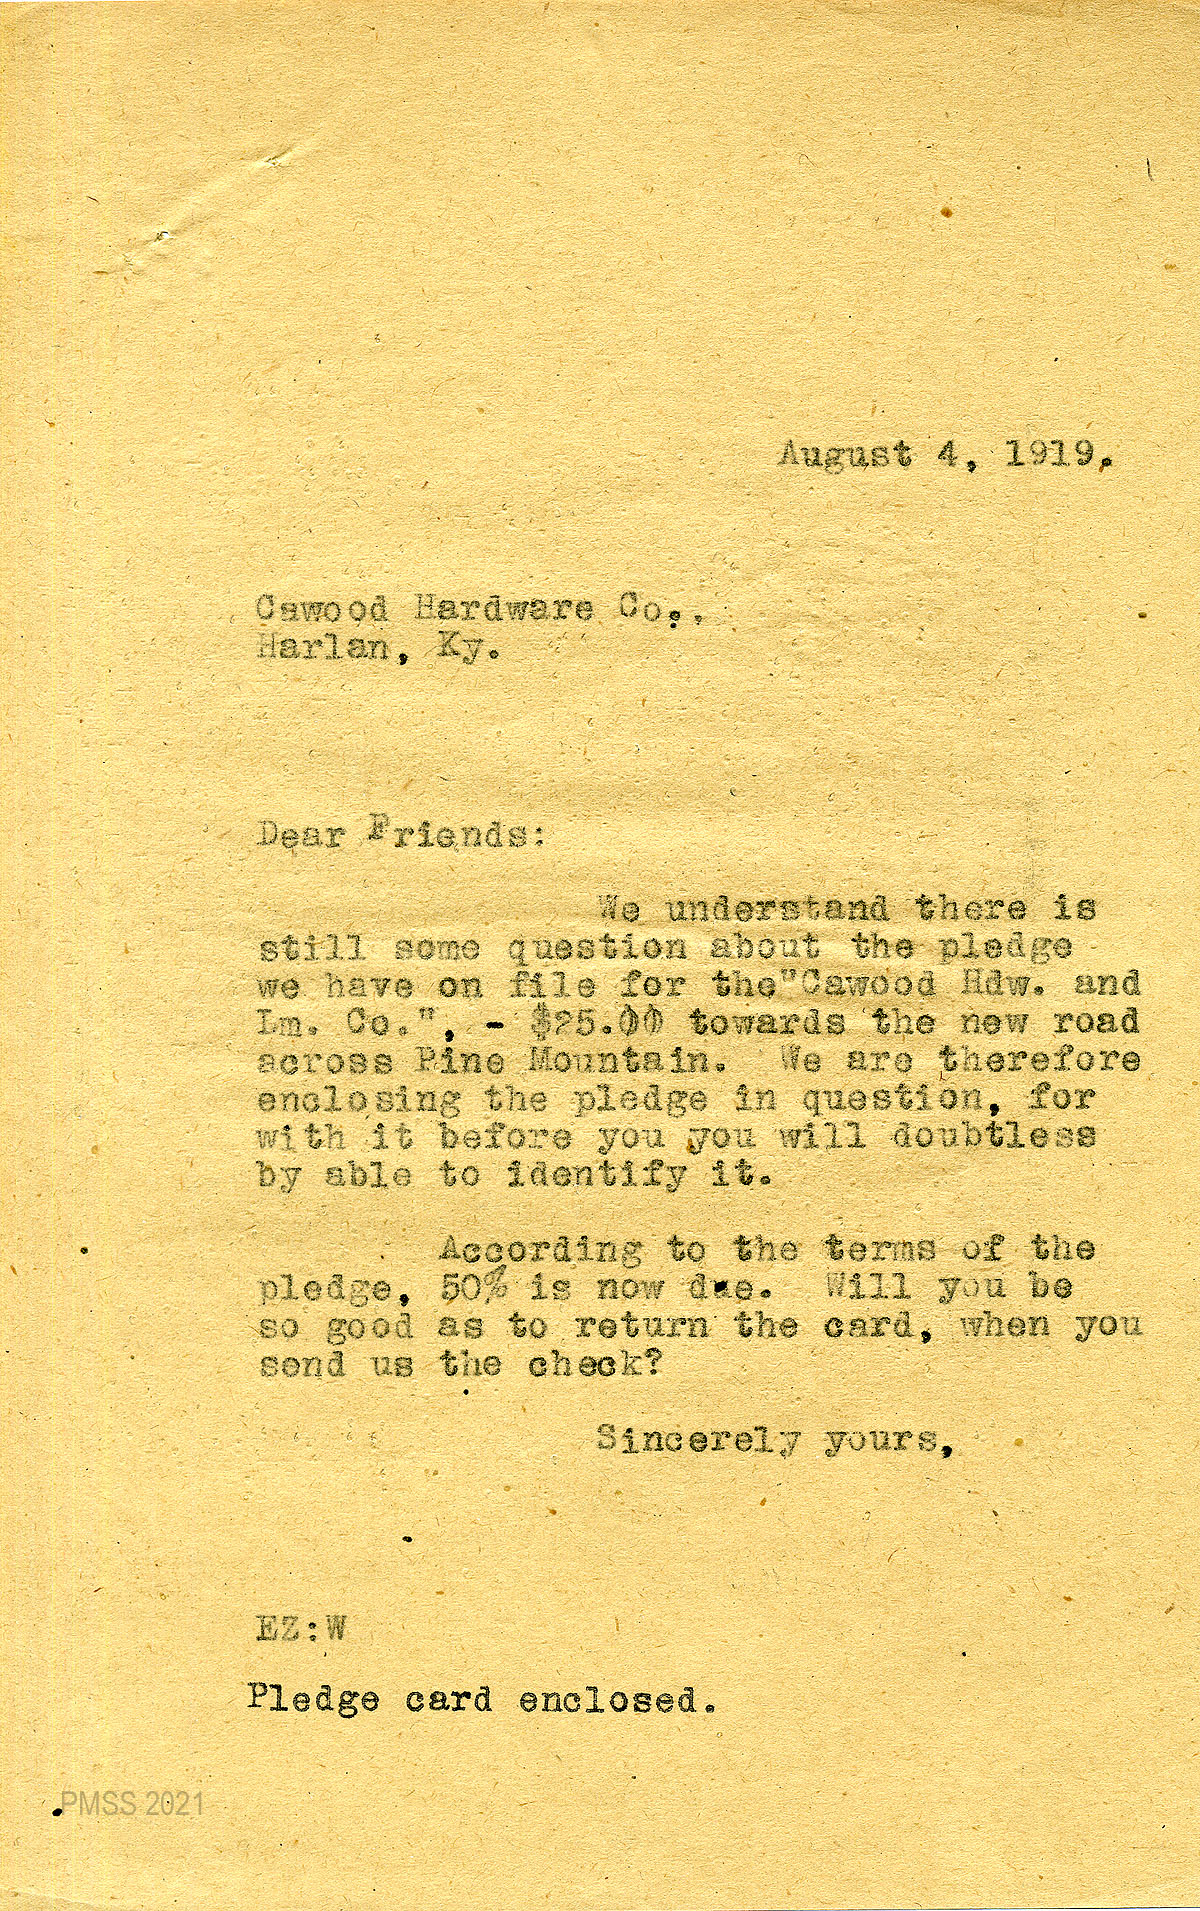 August 4, 1919.
Cawood Hardware Co.,
Harlan, Ky.
Dear Friends:
We understand there is
still some question about the pledge
we have on file for the"Cawood Hdw. and
Lm. Co.", - $25.00 towards the new road
across Pine Mountain. We are therefore
enclosing the pledge in question, for
with it before you you will doubtless
by able to identify it.
According to the terms of the
pledge, 50% is now due. Will you be
so good as to return the card, when you
send us the check?
Sincerely yours,
EZ:W
Pledge card enclosed.
PMSS 2021